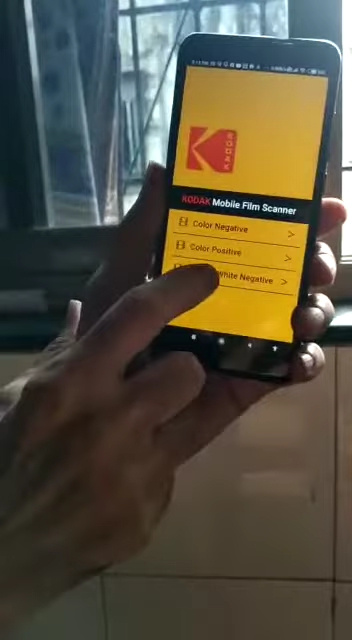 KODAK
KODAK Mobile Film Scanner
Color Negative
Color Positive
White Negative